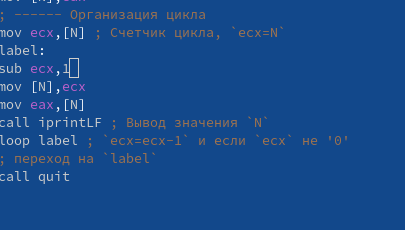 ; ------ Организация цикла
mov ecx,[N] ; Счетчик цикла, `ecx=N`
label:
sub ecx,1
mov [N],ecx
mov eax,[N]
call iprintLF ; Вывод значения `N`
loop label ; `ecx=ecx-1` и если `ecx` не '0'
; переход на `label`
call quit